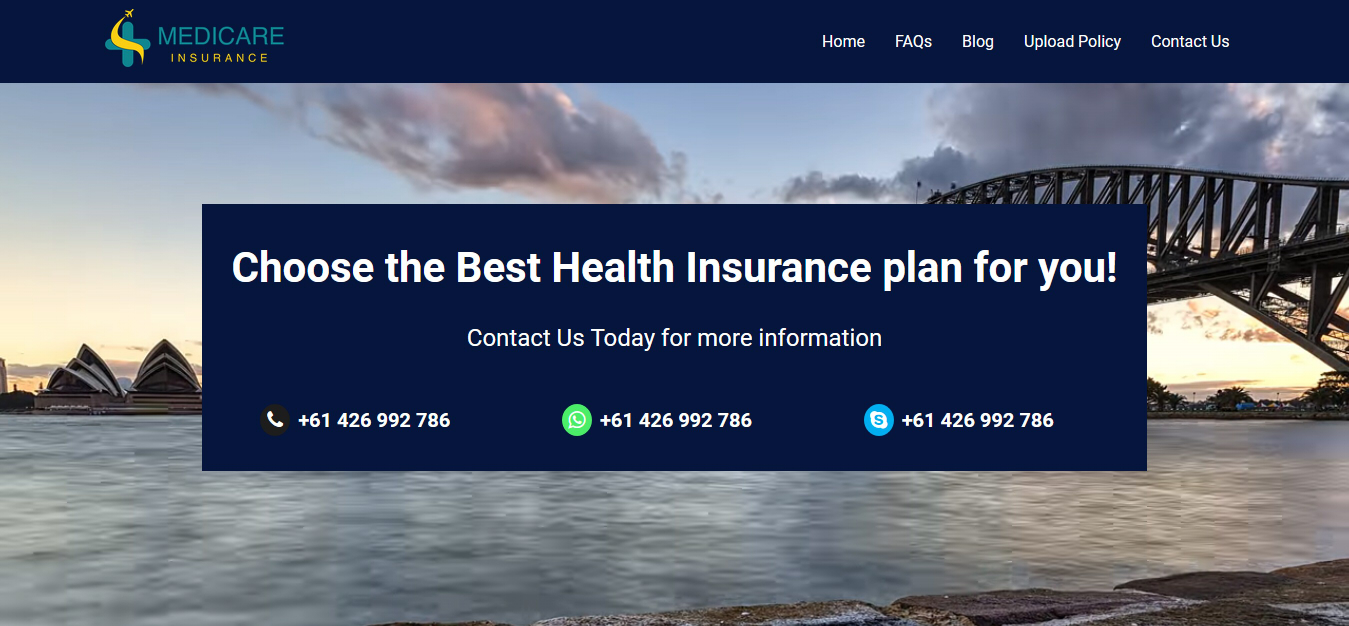 MEDICARE
INSURANCE
Home FAQs Blog Upload Policy Contact Us
Choose the Best Health Insurance plan for you!
Contact Us Today for more information
+61 426 992 786 +61 426 992 786 +61 426 992 786